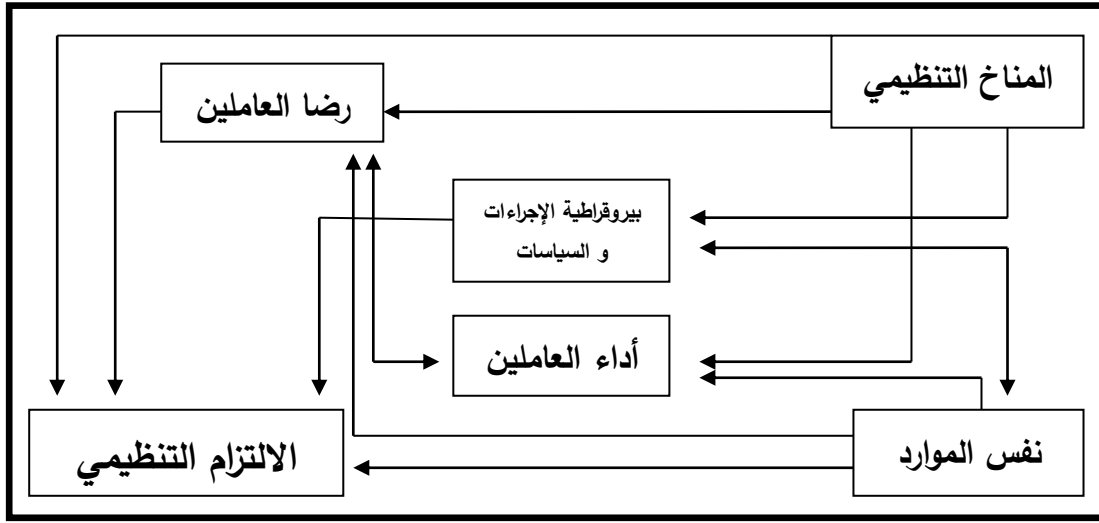 المناخ التنظيمي
رضا العاملين
بيروقراطية الإجراءات
و السياسات
أداء العاملين
نفس الموارد
الالتزام التنظيمي